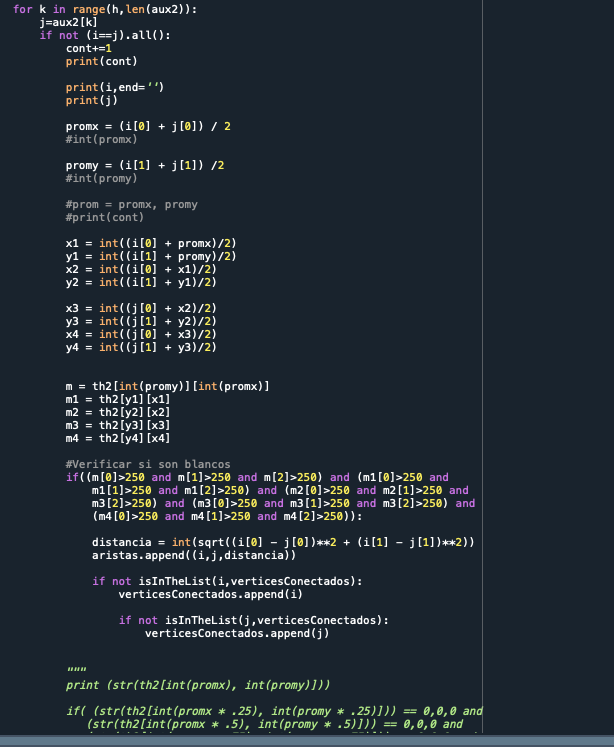 for k in range(h,len(aux2)):
j=aux2[k]
if not (i==j).all():
cont+=1
print(cont)
print(i,end='')
print(j)
promx = (i[0] + j[0]) / 2
#int(promx)
promy = (i[1] + j[1]) /2
#int(promy)
#prom = promx, promy
#print(cont)
x1 = int((i[0] + promx)/2)
y1 = int((i[1] + promy)/2)
x2 = int((i[0] + x1)/2)
y2 = int((i[1] + y1)/2)
x3 = int((j[0] + x2)/2)
y3 = int((j[1] + y2)/2)
x4 = int((j[0] + x3)/2)
y4 = int((j[1] + y3)/2)
m = th2[int(promy)][int(promx)]
m1 = th2[y1][x1]
m2 = th2[y2][x2]
m3 = th2[y3][x3]
m4 = th2[y4][x4]
#Verificar si son blancos
if((m[0]>250 and m[1]>250 and m[2]>250) and (m1[0]>250 and
m1[1]>250 and m1[2]>250) and (m2[0]>250 and m2[1]>250 and
m3[2]>250) and (m3[0]>250 and m3[1]>250 and m3[2]>250) and
(m4[0]>250 and m4[1]>250 and m4[2]>250)):
distancia = int(sqrt((i[0] - j[0])**2 + (i[1] - j[1])**2))
aristas.append((i,j,distancia))
if not isInTheList(i,verticesConectados):
verticesConectados.append(i)
if not isInTheList(j,verticesConectados):
verticesConectados.append(j)
"""
print (str(th2[int(promx), int(promy)]))
if( (str(th2[int(promx * .25), int(promy * .25)])) == 0,0,0 and
(str(th2[int(promx * .5), int(promy * .5)])) == 0,0,0 and